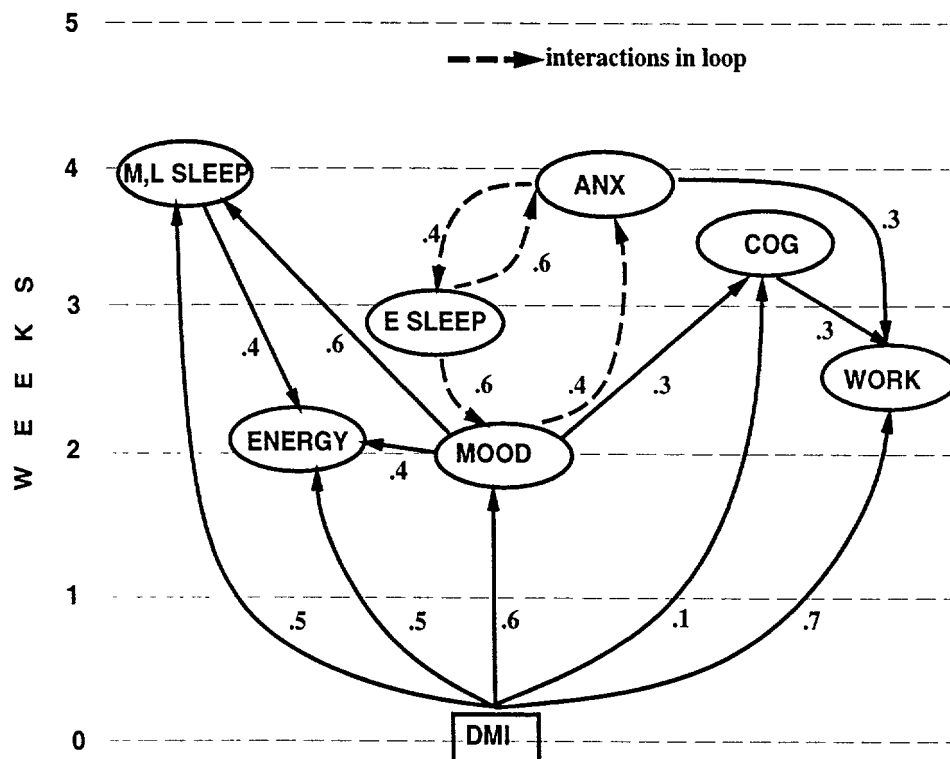 5
interactions in loop
4
M,L SLEEP
ANX
.4
.6
.3
COG
W E E K S
3
E SLEEP
.4
.6
.6
.4
.3
.3
WORK
ENERGY
MOOD
2
.4
1
.5
.5
.6
.1
.7
DMI
0